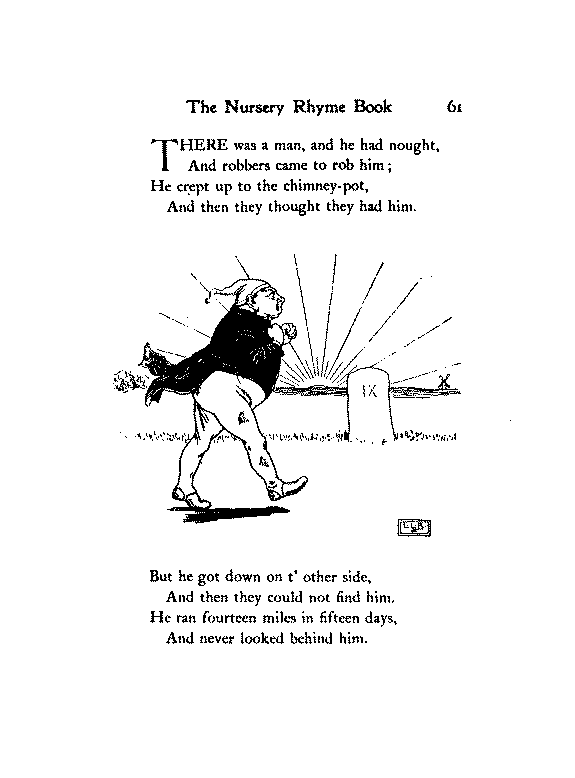 The Nursery Rhyme Book 61
THERE was a man, and he had nought,
And robbers came to rob him;
He crept up to the chimney-pot,
And then they thought they had him.
IX
LLB
But he got down on t' other side,
And then they could not find him.
He ran fourteen miles in fifteen days,
And never looked behind him.